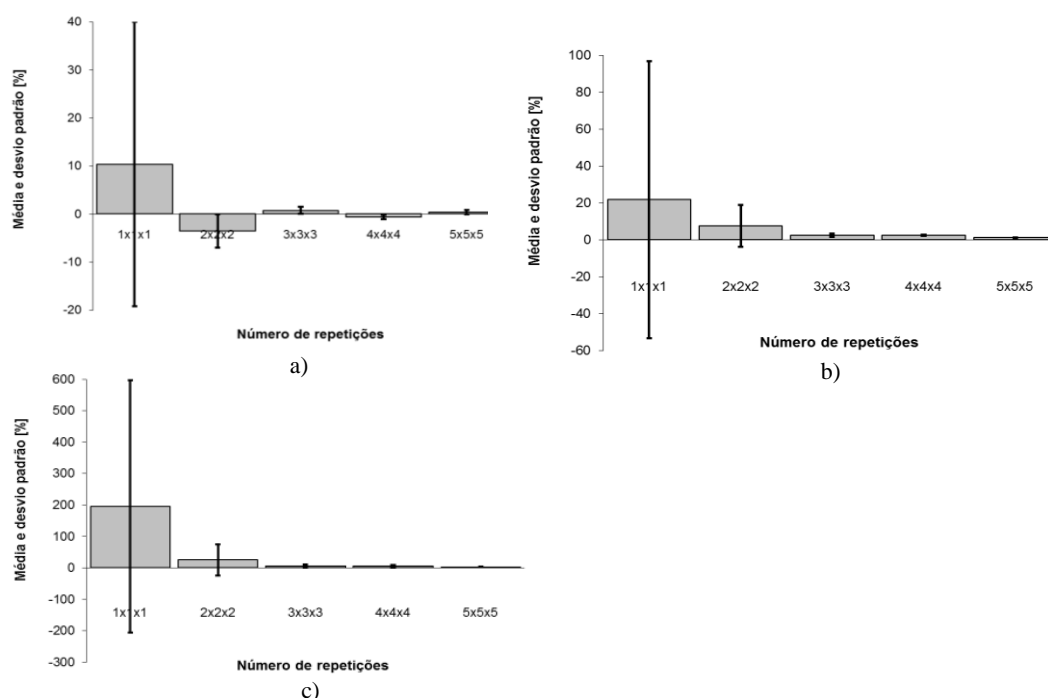 Média e desvio padrão [%]
40
30
20
10
0
-10
-20
1x1x1 2x2x2 3x3x3 4x4x4 5x5x5
Número de repetições
a)
Média e desvio padrão [%]
100
80
60
40
20
0
-20
-40
-60
1x1x1 2x2x2 3x3x3 4x4x4 5x5x5
Número de repetições
b)
Média e desvio padrão [%]
600
500
400
300
200
100
0
-100
-200
-300
1x1x1 2x2x2 3x3x3 4x4x4 5x5x5
Número de repetições
c)